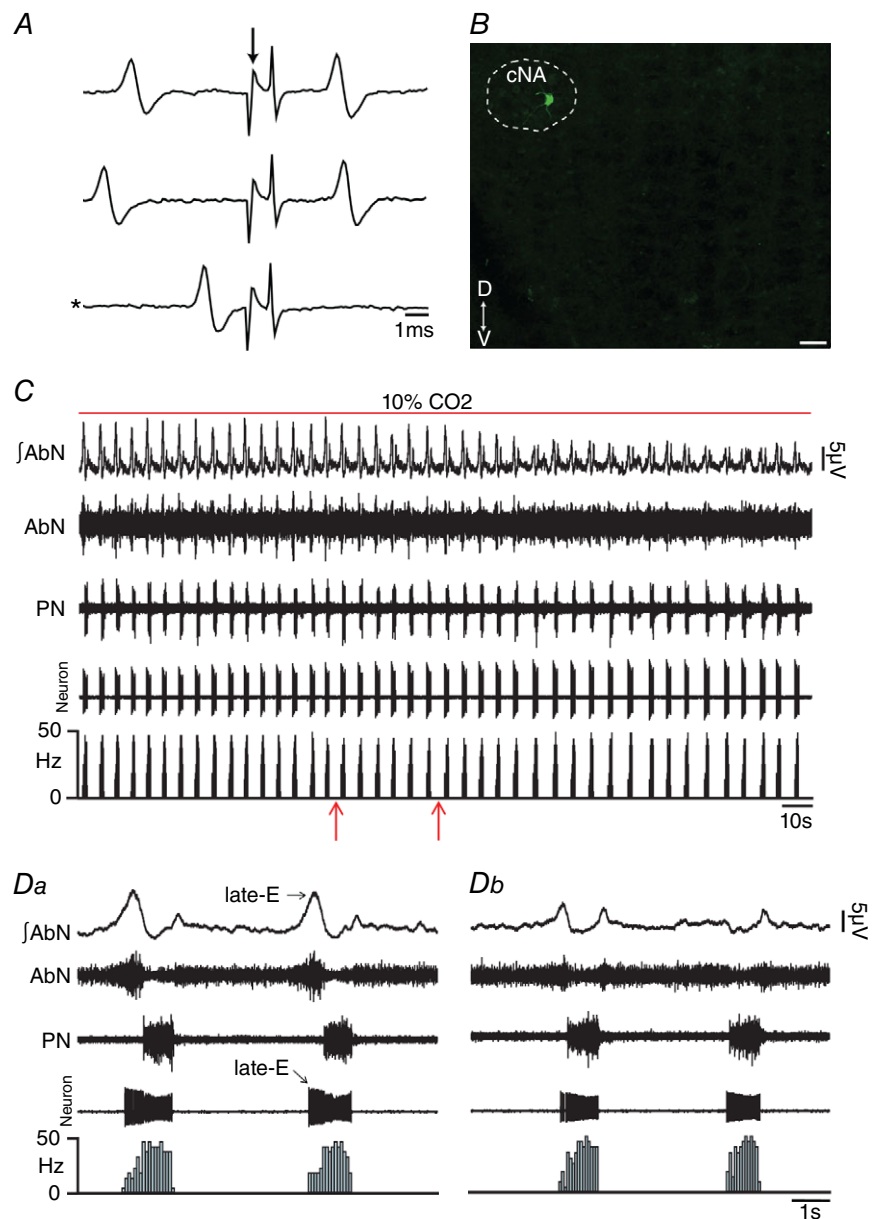 A
*
1ms
B
cNA
D
V
C
10% CO2
∫AbN
5µV
AbN
PN
Neuron
50
Hz
0
10s
Da
late-E
∫AbN
AbN
PN
late-E
Neuron
50
Hz
0
Db
5µV
1s